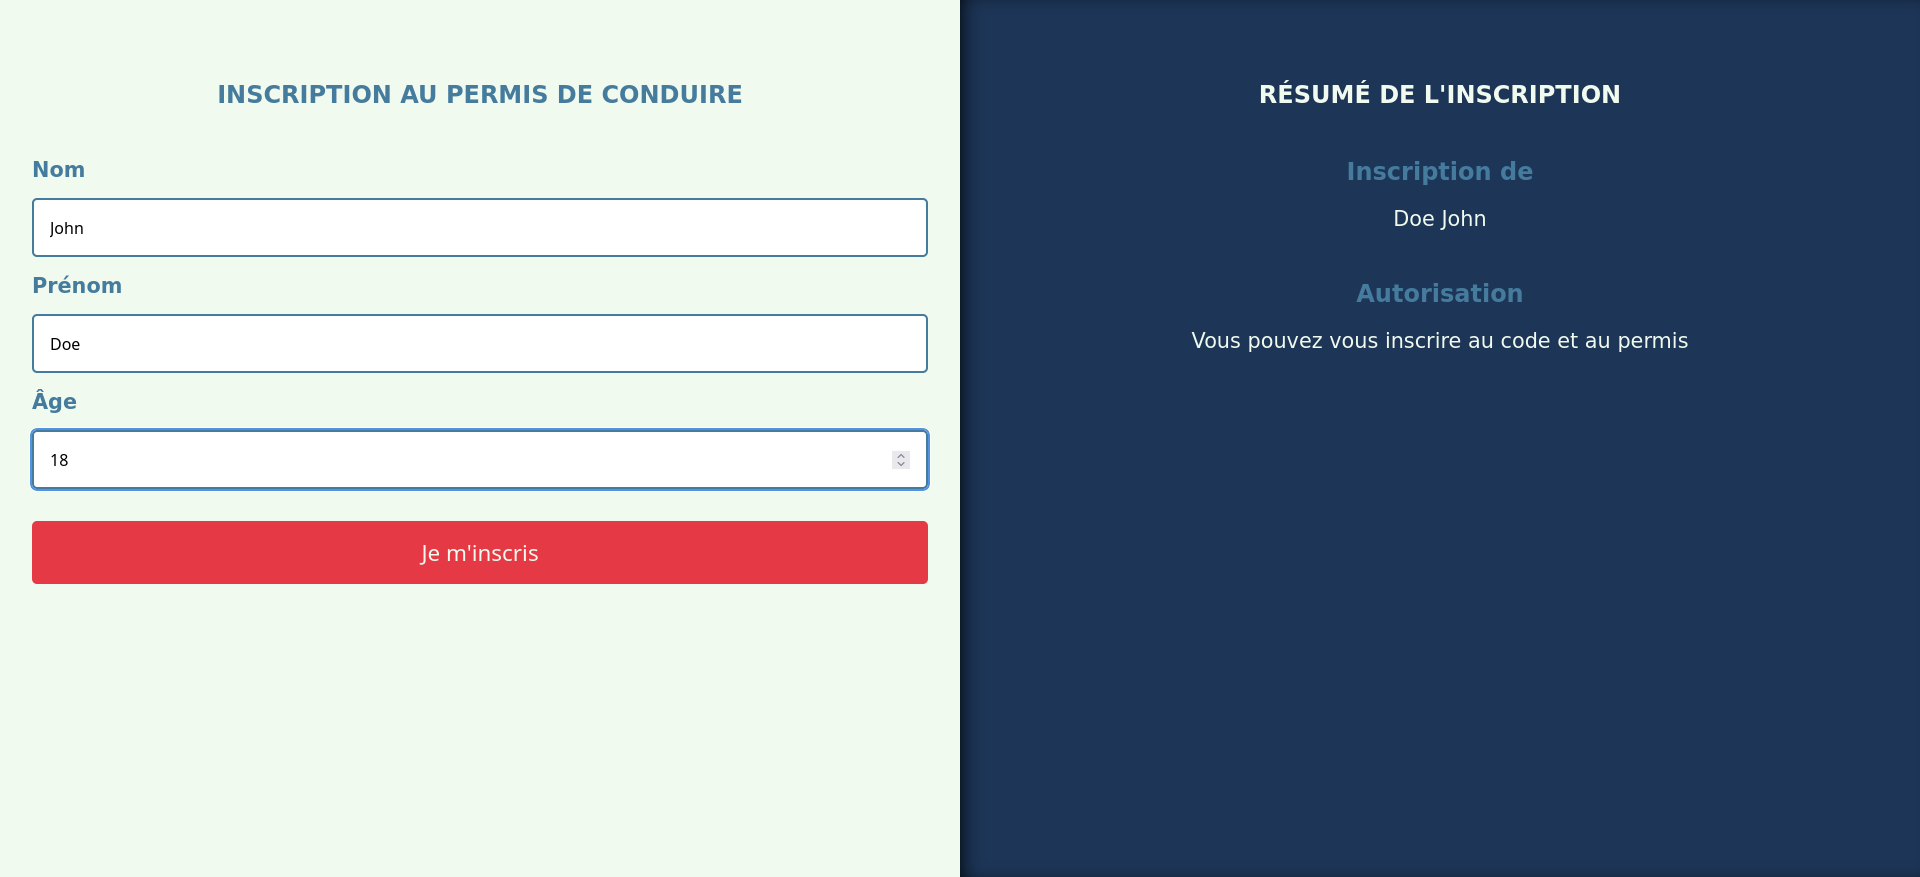 INSCRIPTION AU PERMIS DE CONDUIRE
Nom
John
Prénom
Doe
Âge
18
Je m'inscris
RÉSUMÉ DE L'INSCRIPTION
Inscription de
Doe John
Autorisation
Vous pouvez vous inscrire au code et au permis